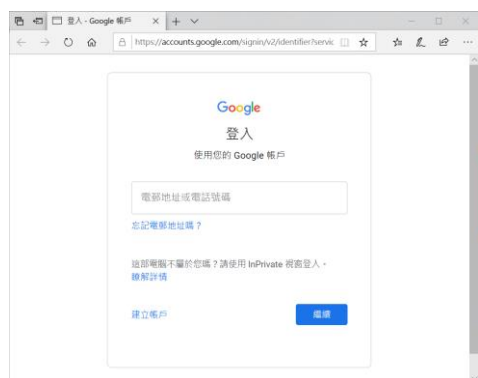 登入 - Google 帳戶
https://accounts.google.com/signin/v2/identifier?servic
Google
登入
使用您的 Google 帳戶
電郵地址或電話號碼
忘記電郵地址嗎？
這部電腦不屬於您嗎？請使用 InPrivate 視窗登入。
瞭解詳情
建立帳戶
繼續